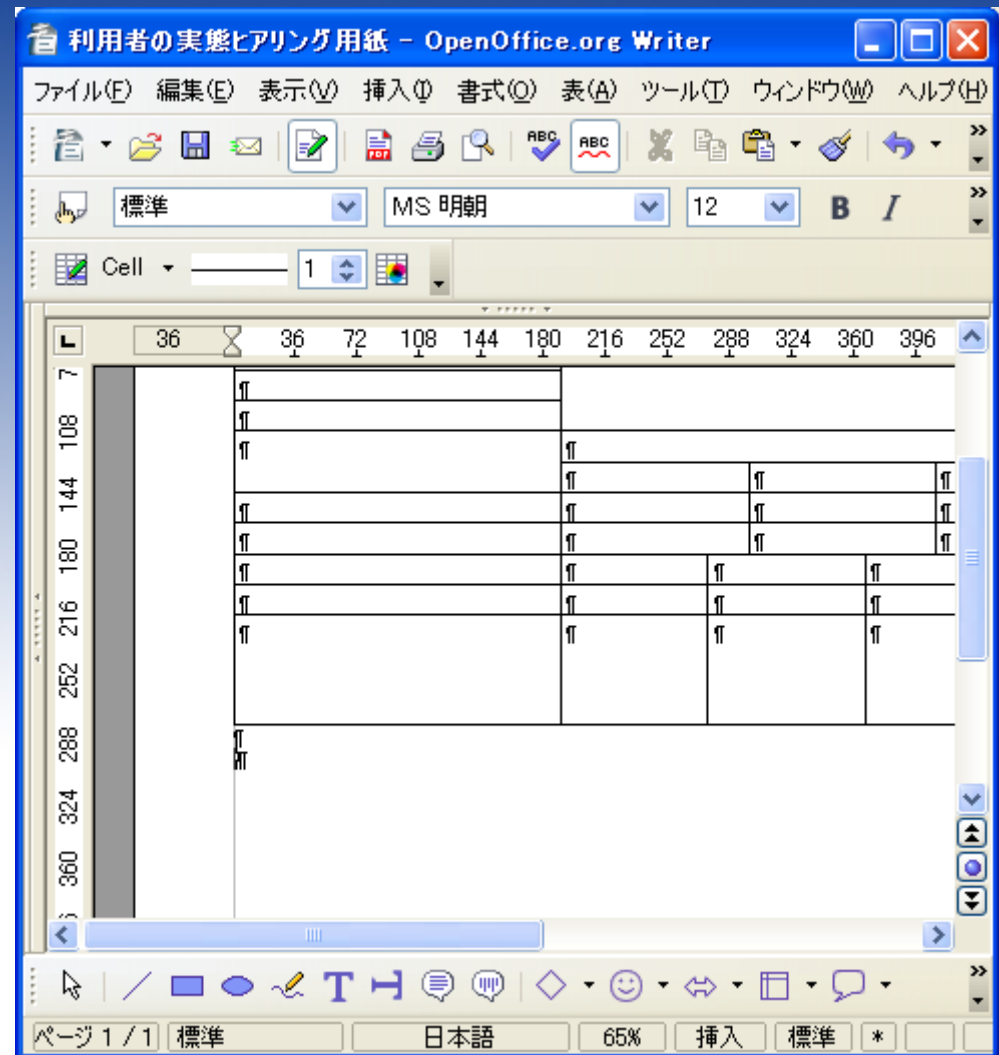 利用者の実態ヒアリング用紙 - OpenOffice.org Writer
ファイル(F) 編集(E) 表示(V) 挿入(I) 書式(O) 表(A) ツール(T) ウィンドウ(W) ヘルプ(H)
PDF ABC ABC
標準 MS 明朝 12 B I
Cell 1
36 36 72 108 144 180 216 252 288 324 360 396
108
144
180
216
252
288
324
360
¶
¶
¶ ¶
¶ ¶ ¶
¶ ¶ ¶ ¶
¶ ¶ ¶ ¶
¶ ¶ ¶ ¶
¶ ¶ ¶ ¶
¶ ¶ ¶ ¶
¶
¶
T
ページ 1 / 1 標準 日本語 65% 挿入 標準 *